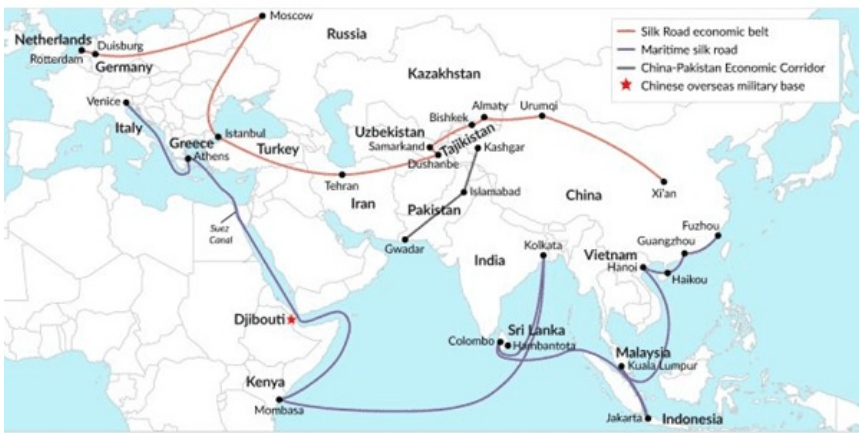 Moscow
Netherlands
Duisburg
Rotterdam
Germany
Russia
Silk Road economic belt
Maritime silk road
China-Pakistan Economic Corridor
Chinese overseas military base
Kazakhstan
Venice
Italy
Almaty
Urumqi
Bishkek
Istanbul
Uzbekistan
Greece
Turkey
Samarkand
Tajikistan
Kashgar
Athens
Dushanbe
Tehran
Iran
Islamabad
China
Xi'an
Pakistan
Suez
Canal
Gwadar
Fuzhou
Guangzhou
Kolkata
Vietnam
India
Hanoi
Haikou
Djibouti
Sri Lanka
Colombo
Hambantota
Malaysia
Kuala Lumpur
Kenya
Mombasa
Jakarta
Indonesia